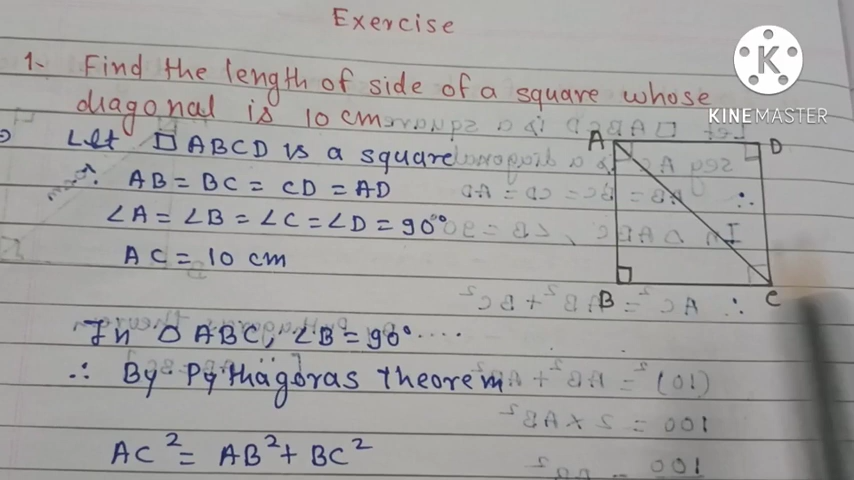 Exercise
1. Find the length of side of a square whose
diagonal is 10 cm
Let □ABCD is a square
∴ AB = BC = CD = AD
∠A = ∠B = ∠C = ∠D = 90°
AC = 10 cm
In △ ABC, ∠B = 90° ....
∴ By Pythagoras theorem
AC² = AB² + BC²
A D
B C
K
KINEMASTER